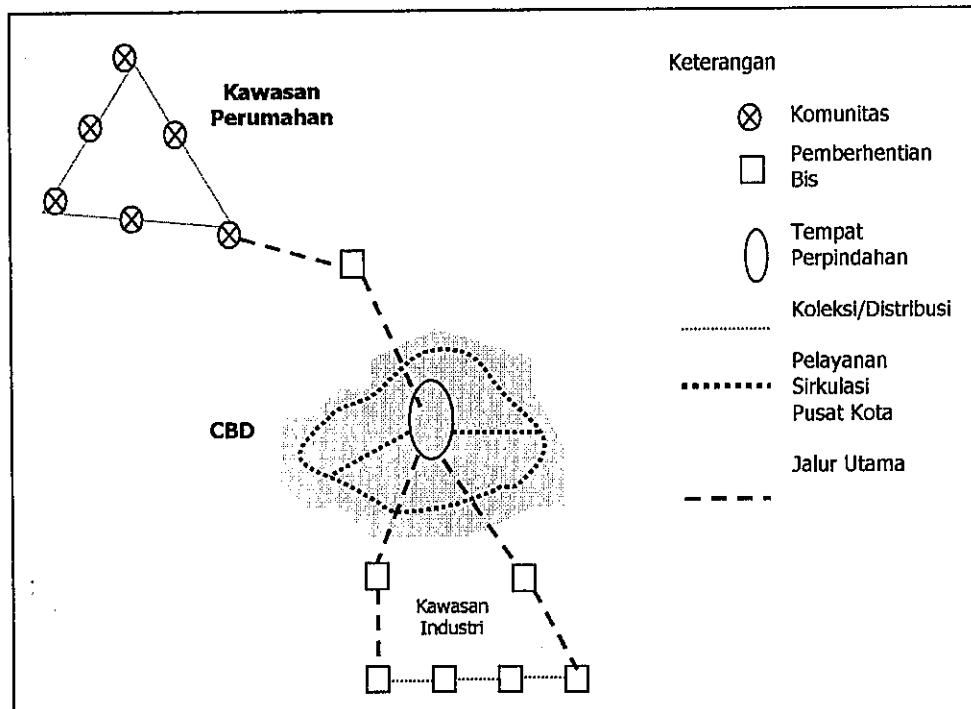 Kawasan
Perumahan
CBD
Kawasan
Industri
Keterangan
Komunitas
Pemberhentian
Bis
Tempat
Perpindahan
Koleksi/Distribusi
Pelayanan
Sirkulasi
Pusat Kota
Jalur Utama